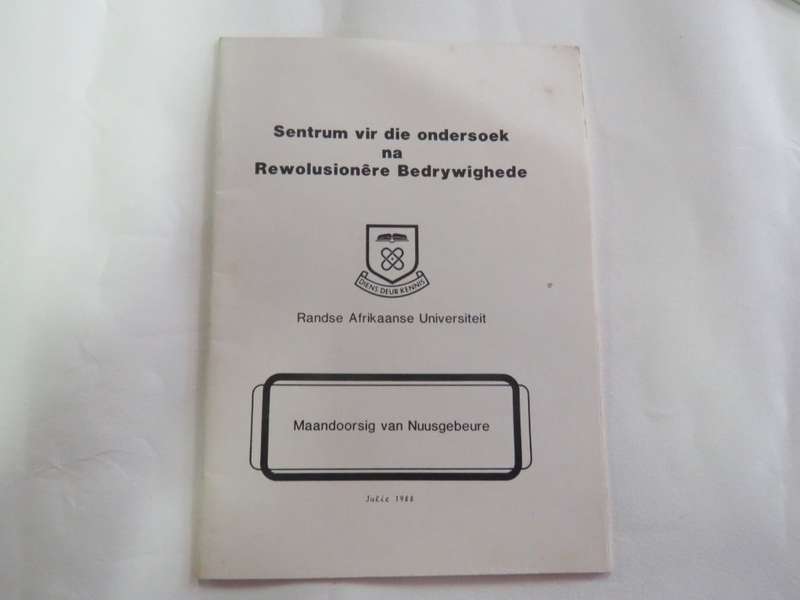 Sentrum vir die ondersoek
na
Rewolusionêre Bedrywighede
DIENS DEUR KENNIS
Randse Afrikaanse Universiteit
Maandoorsig van Nuusgebeure
Julie 1988